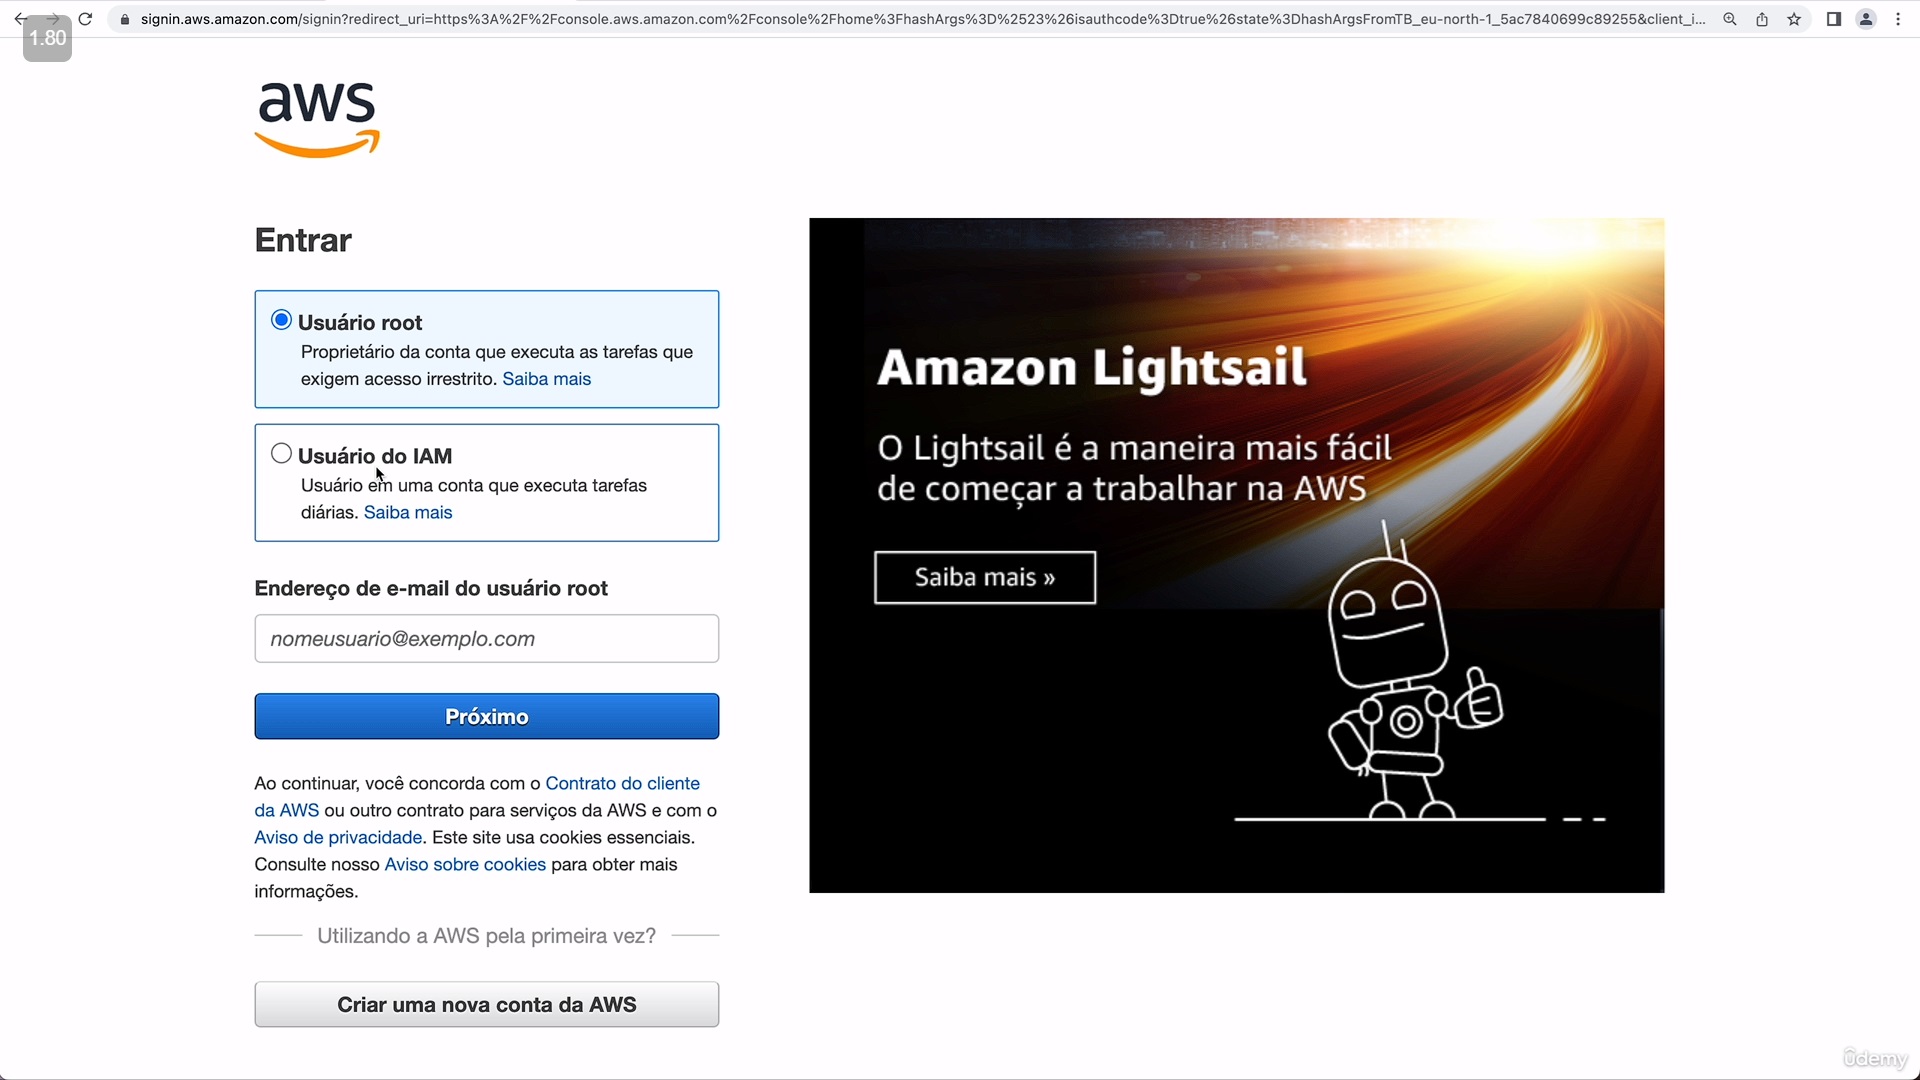 signin.aws.amazon.com/signin?redirect_uri=https%3A%2F%2Fconsole.aws.amazon.com%2Fconsole%2Fhome%3FhashArgs%3D%2523%26isauthcode%3Dtrue%26state%3DhashArgsFromTB_eu-north-1_5ac7840699c89255&client_i...
1.80
aws
Entrar
Usuário root
Proprietário da conta que executa as tarefas que
exigem acesso irrestrito. Saiba mais
Usuário do IAM
Usuário em uma conta que executa tarefas
diárias. Saiba mais
Endereço de e-mail do usuário root
nomeusuario@exemplo.com
Próximo
Ao continuar, você concorda com o Contrato do cliente
da AWS ou outro contrato para serviços da AWS e com o
Aviso de privacidade. Este site usa cookies essenciais.
Consulte nosso Aviso sobre cookies para obter mais
informações.
Utilizando a AWS pela primeira vez?
Criar uma nova conta da AWS
Amazon Lightsail
O Lightsail é a maneira mais fácil
de começar a trabalhar na AWS
Saiba mais »
ûdemy